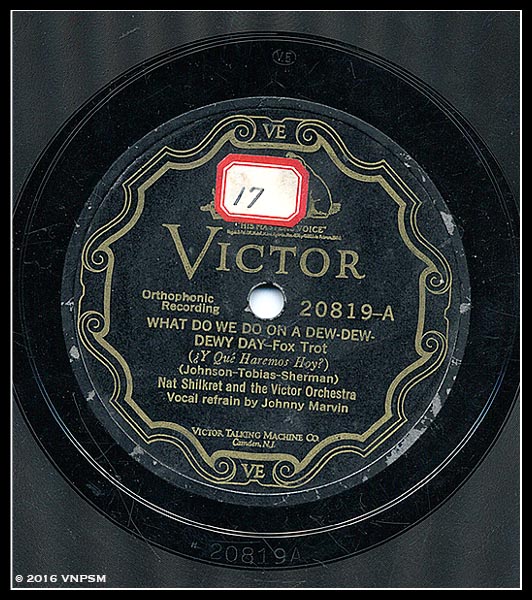 VE
VE
17
"HIS MASTER'S VOICE"
VICTOR
Orthophonic
Recording
20819-A
WHAT DO WE DO ON A DEW-DEW-
DEWY DAY-Fox Trot
(¿Y Qué Haremos Hoy?)
(Johnson-Tobias-Sherman)
Nat Shilkret and the Victor Orchestra
Vocal refrain by Johnny Marvin
VICTOR TALKING MACHINE CO.
Camden, N.J.
VE
20819A
© 2016 VNPSM